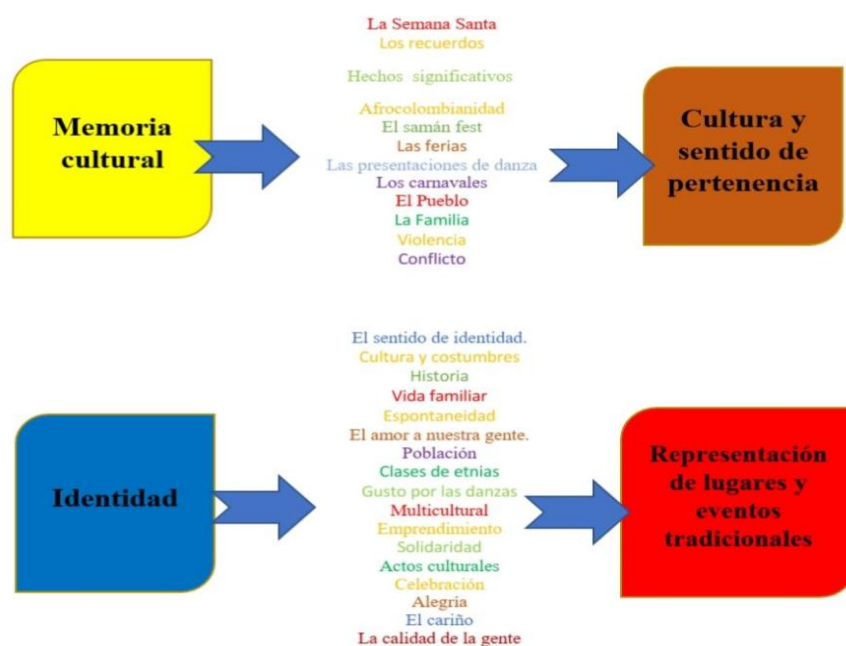 La Semana Santa
Los recuerdos
Hechos significativos
Afrocolombianidad
El samán fest
Las ferias
Las presentaciones de danza
Los carnavales
El Pueblo
La Familia
Violencia
Conflicto
Memoria
cultural
Cultura y
sentido de
pertenencia
El sentido de identidad.
Cultura y costumbres
Historia
Vida familiar
Espontaneidad
El amor a nuestra gente.
Población
Clases de etnias
Gusto por las danzas
Multicultural
Emprendimiento
Solidaridad
Actos culturales
Celebración
Alegría
El cariño
La calidad de la gente
Identidad
Representación
de lugares y
eventos
tradicionales